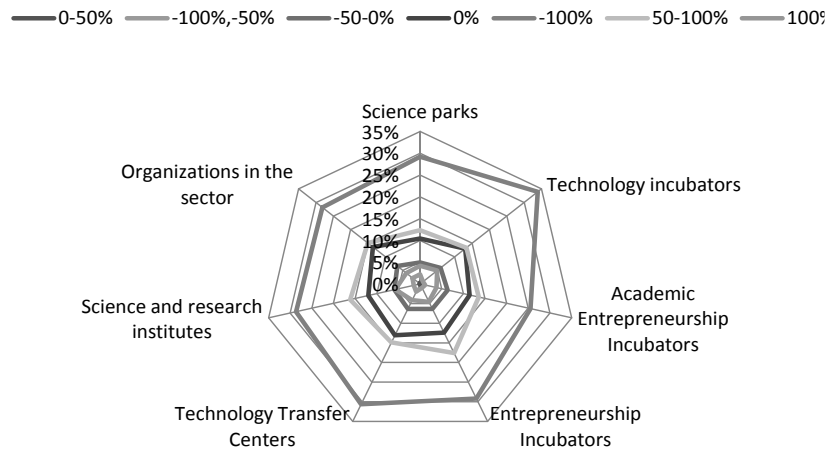 0-50% -100%,-50% -50-0% 0% -100% 50-100% 100%
Science parks
35%
30%
25%
20%
15%
10%
5%
0%
Technology incubators
Academic
Entrepreneurship
Incubators
Entrepreneurship
Incubators
Technology Transfer
Centers
Science and research
institutes
Organizations in the
sector